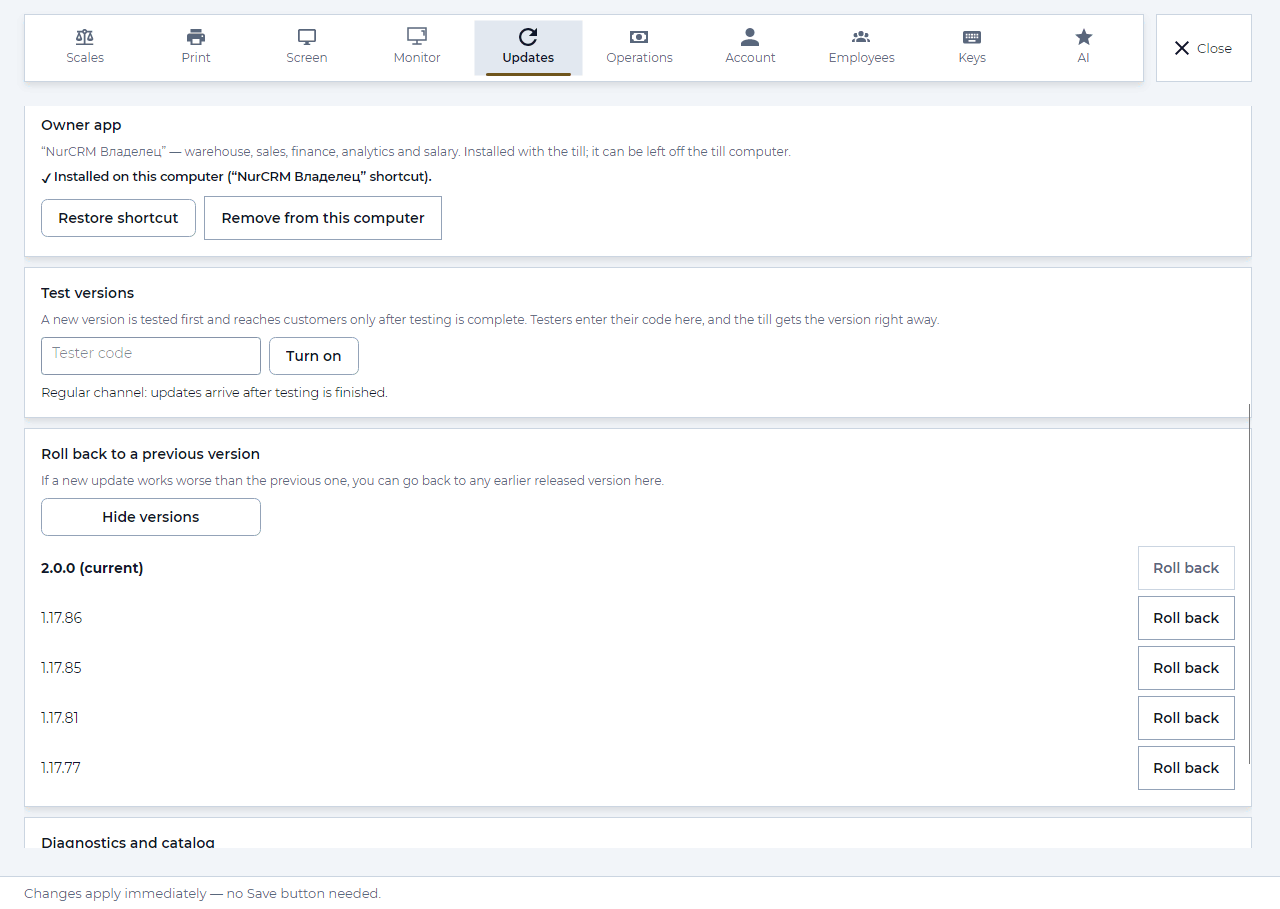 Scales
Print
Screen
Monitor
Updates
Operations
Account
Employees
Keys
AI
Close
Owner app
“NurCRM Владелец” — warehouse, sales, finance, analytics and salary. Installed with the till; it can be left off the till computer.
✓ Installed on this computer (“NurCRM Владелец” shortcut).
Restore shortcut
Remove from this computer
Test versions
A new version is tested first and reaches customers only after testing is complete. Testers enter their code here, and the till gets the version right away.
Tester code
Turn on
Regular channel: updates arrive after testing is finished.
Roll back to a previous version
If a new update works worse than the previous one, you can go back to any earlier released version here.
Hide versions
2.0.0 (current)
Roll back
1.17.86
Roll back
1.17.85
Roll back
1.17.81
Roll back
1.17.77
Roll back
Diagnostics and catalog
Changes apply immediately — no Save button needed.